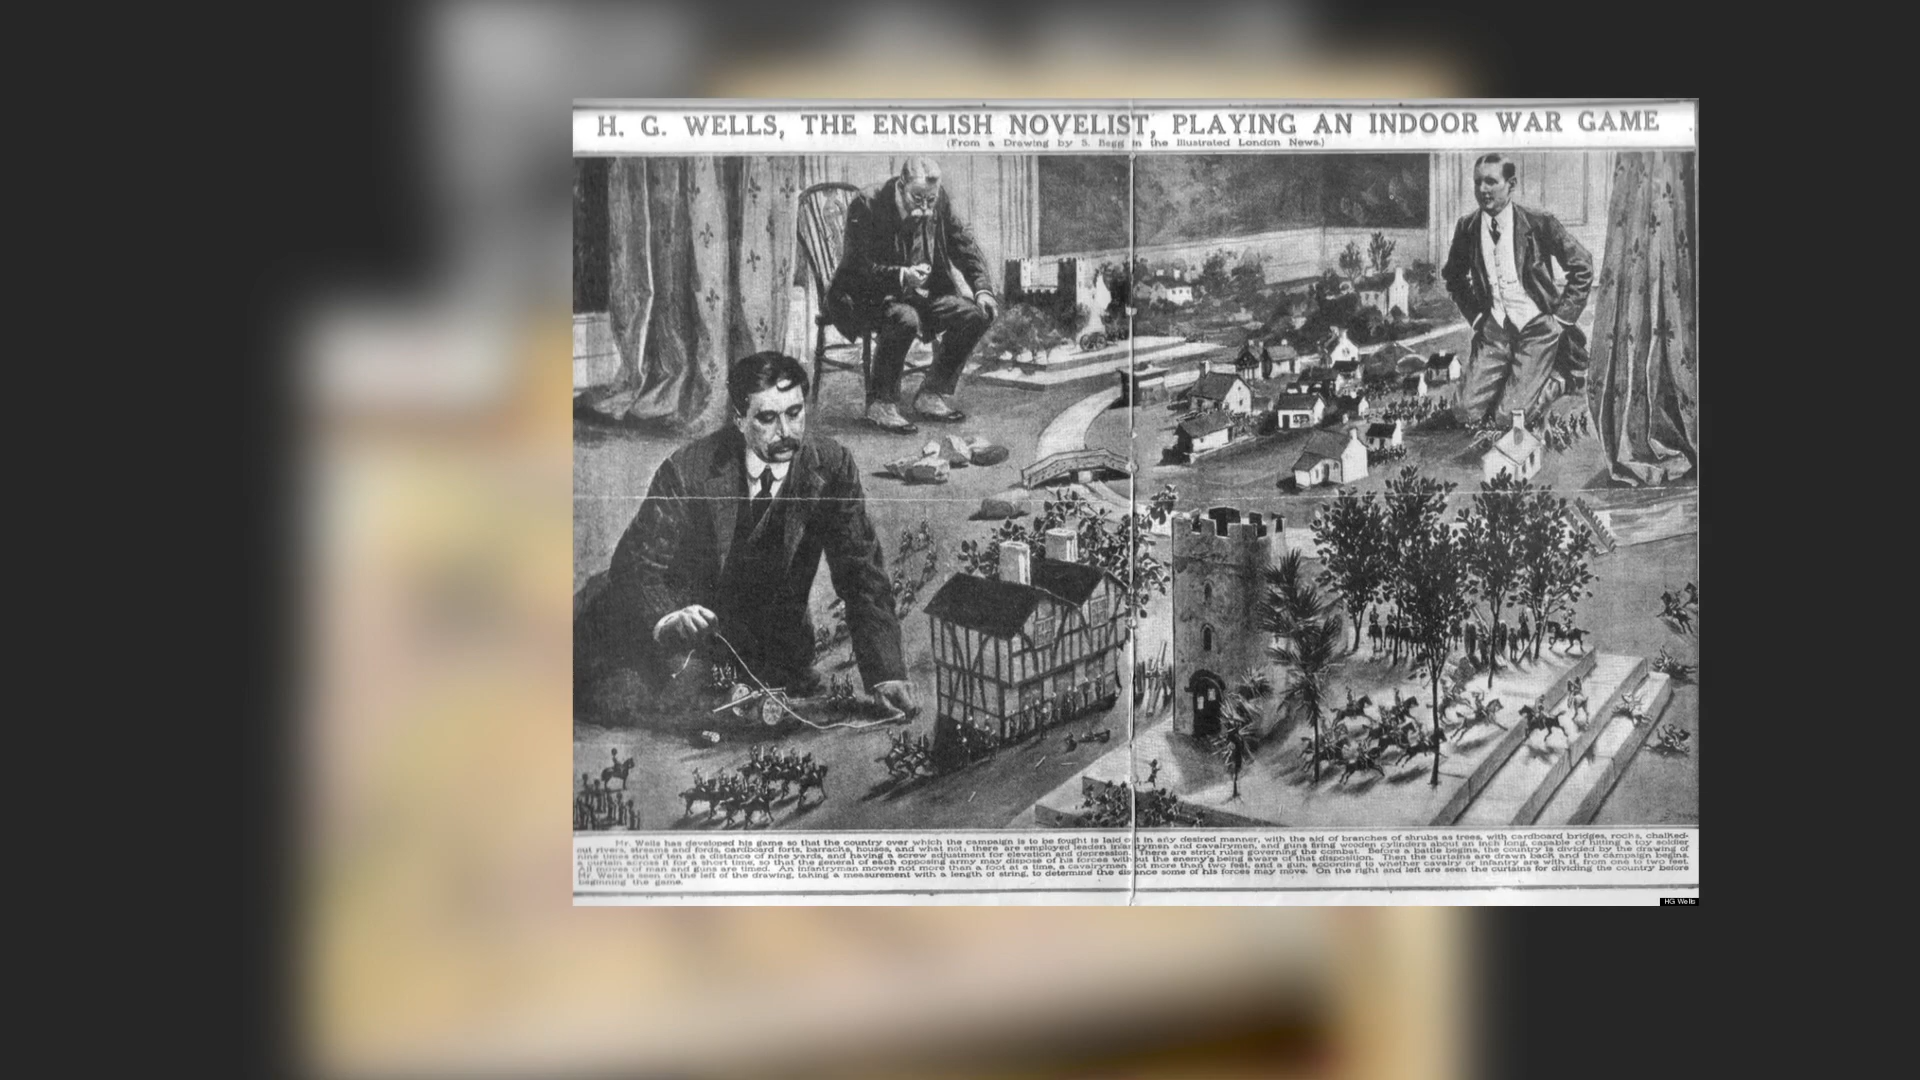 H. G. WELLS, THE ENGLISH NOVELIST, PLAYING AN INDOOR WAR GAME
(From a Drawing by S. Begg in the Illustrated London News.)
Mr. Wells has developed his game so that the country over which the campaign is to be fought is laid out in any desired manner, with the aid of branches of shrubs as trees, with cardboard bridges, rocks, chalked-
out rivers, streams and fords, cardboard forts, barracks, houses, and what not; there are employed leaden infantrymen and cavalrymen, and guns firing wooden cylinders about an inch long, capable of hitting a toy soldier
nine times out of ten at a distance of nine yards, and having a screw adjustment for elevation and depression. There are strict rules governing the combat. Before a battle begins, the country is divided by the drawing of
a curtain across it for a short time, so that the general of each opposing army may dispose of his forces without the enemy's being aware of that disposition. Then the curtains are drawn back and the campaign begins.
All moves of man and guns are timed. An infantryman moves not more than a foot at a time, a cavalryman not more than two feet, and a gun, according to whether cavalry or infantry are with it, from one to two feet.
Mr. Wells is seen on the left of the drawing, taking a measurement with a length of string, to determine the distance some of his forces may move. On the right and left are seen the curtains for dividing the country before
beginning the game.
HG Wells